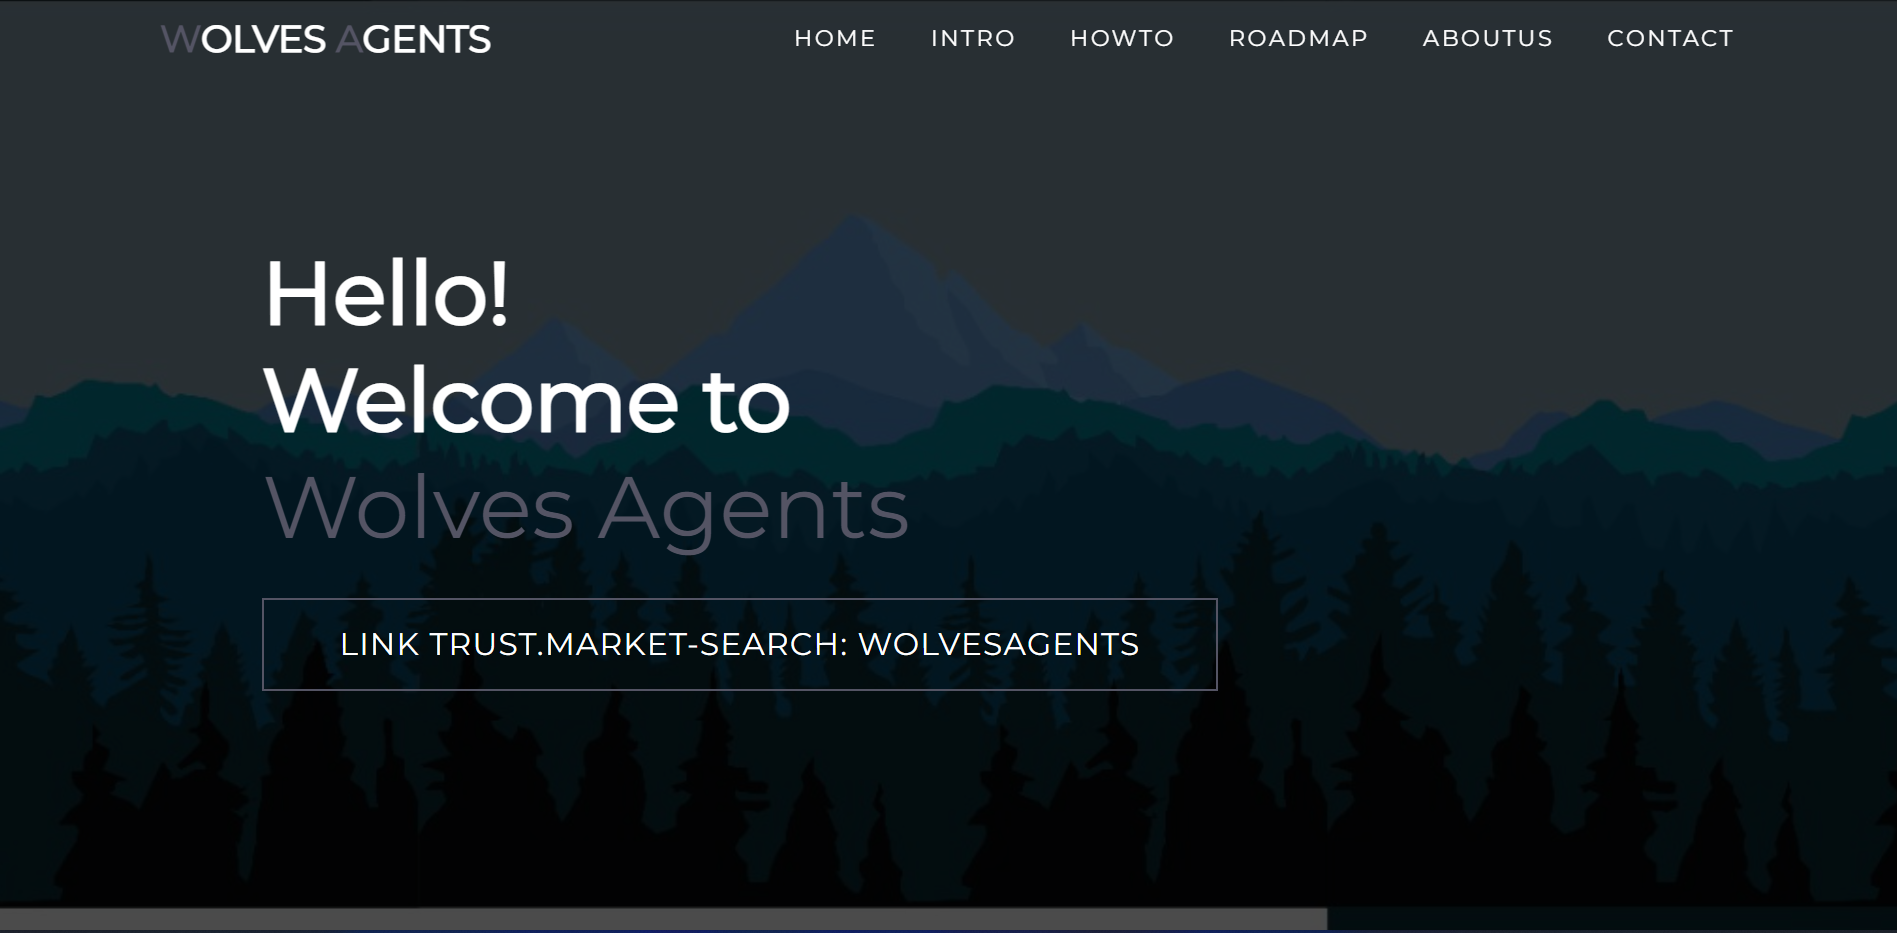 WOLVES AGENTS
HOME INTRO HOWTO ROADMAP ABOUTUS CONTACT
Hello!
Welcome to
Wolves Agents
LINK TRUST.MARKET-SEARCH: WOLVESAGENTS